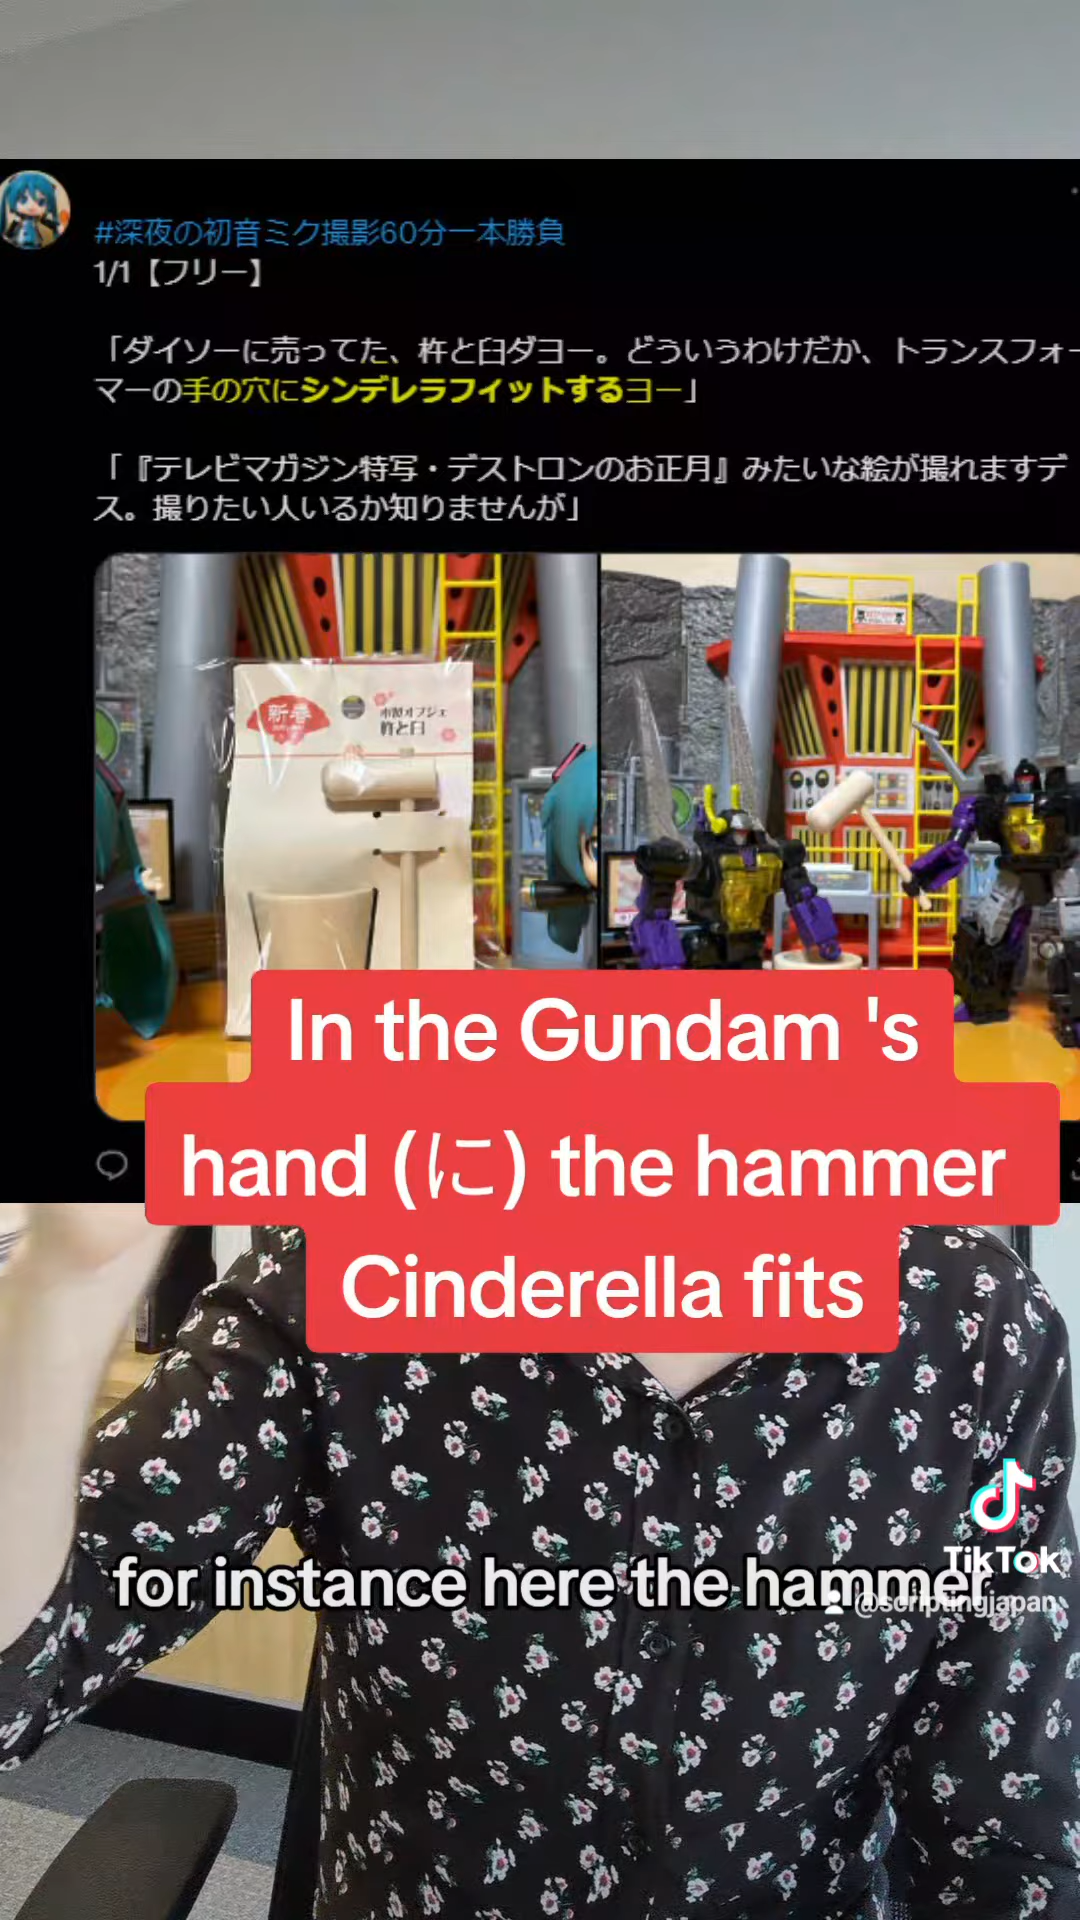 #深夜の初音ミク撮影60分一本勝負
1/1【フリー】
「ダイソーに売ってた、杵と臼ダヨー。どういうわけだか、トランスフォー
マーの手の穴にシンデレラフィットするヨー」
「『テレビマガジン特写・デストロンのお正月』みたいな絵が撮れますデ
ス。撮りたい人いるか知りませんが」
新春
木製オブジェ
杵と臼
In the Gundam 's
hand (に) the hammer
Cinderella fits
for instance here the hammer
TikTok
@scriptingjapan